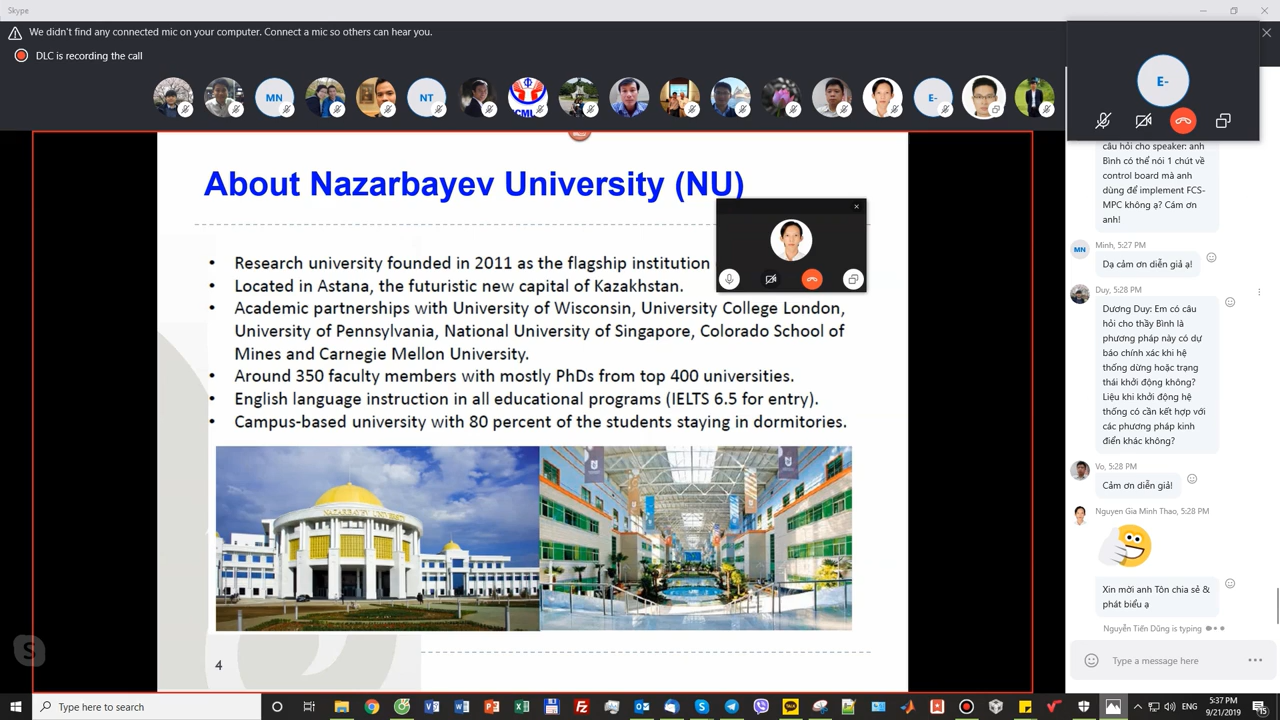 Skype
We didn't find any connected mic on your computer. Connect a mic so others can hear you.
DLC is recording the call
MN
NT
E-
E-
About Nazarbayev University (NU)
• Research university founded in 2011 as the flagship institution
• Located in Astana, the futuristic new capital of Kazakhstan.
• Academic partnerships with University of Wisconsin, University College London,
University of Pennsylvania, National University of Singapore, Colorado School of
Mines and Carnegie Mellon University.
• Around 350 faculty members with mostly PhDs from top 400 universities.
• English language instruction in all educational programs (IELTS 6.5 for entry).
• Campus-based university with 80 percent of the students staying in dormitories.
NAZARBAYEV UNIVERSITY
4
câu hỏi cho speaker: anh
Bình có thể nói 1 chút về
control board mà anh
dùng để implement FCS-
MPC không ạ? Cám ơn
anh!
MN
Minh, 5:27 PM
Dạ cảm ơn diễn giả ạ!
Duy, 5:28 PM
Dương Duy: Em có câu
hỏi cho thầy Bình là
phương pháp này có dự
báo chính xác khi hệ
thống dừng hoặc trạng
thái khởi động không?
Liệu khi khởi động hệ
thống có cần kết hợp với
các phương pháp kinh
điển khác không?
Vo, 5:28 PM
Cảm ơn diễn giả!
Nguyen Gia Minh Thao, 5:28 PM
Xin mời anh Tôn chia sẻ &
phát biểu ạ
Nguyễn Tiến Dũng is typing
Type a message here
Type here to search
ENG
5:37 PM
9/21/2019
15